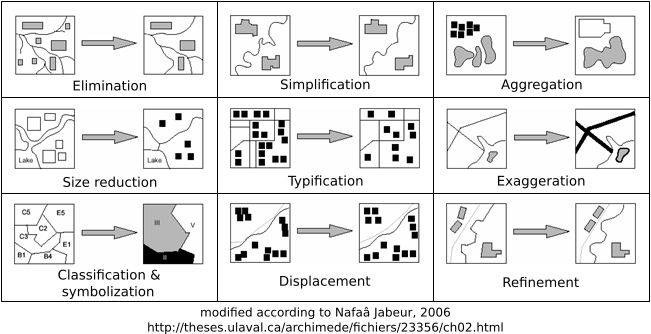 Elimination
Simplification
Aggregation
Lake
Lake
Size reduction
Typification
Exaggeration
C5
E5
C2
C3
E1
B1
B4
III
V
II
Classification &
symbolization
Displacement
Refinement
modified according to Nafaâ Jabeur, 2006
http://theses.ulaval.ca/archimede/fichiers/23356/ch02.html